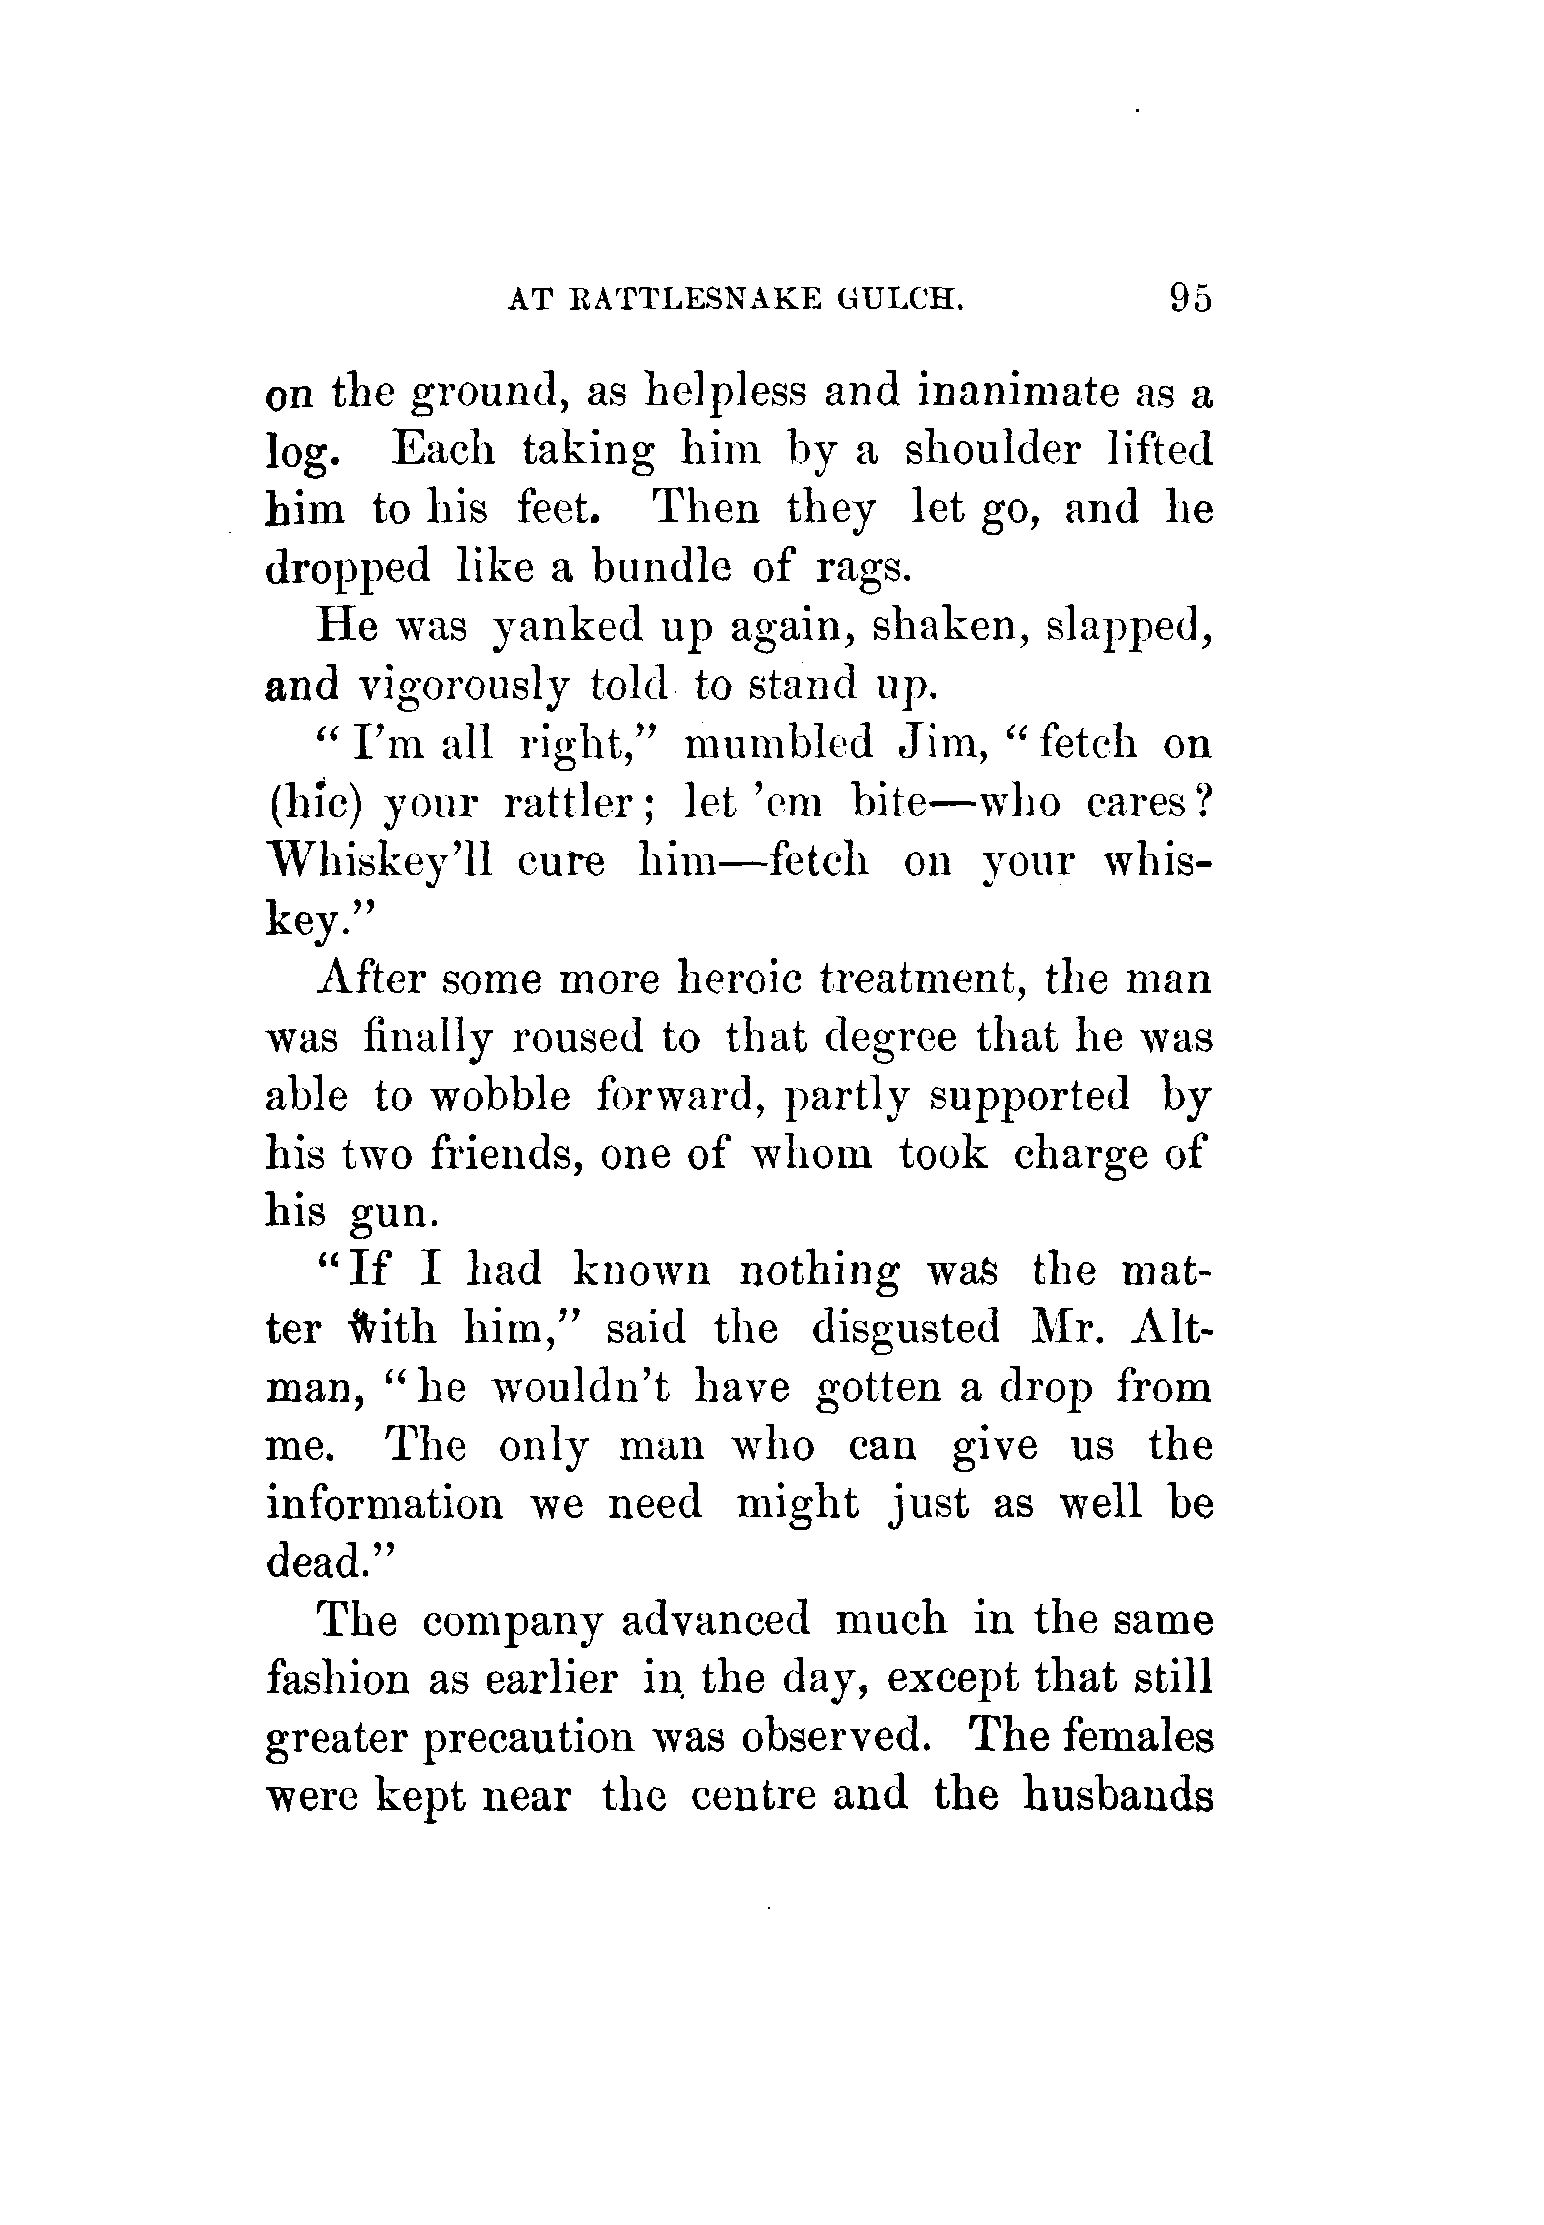 AT RATTLESNAKE GULCH. 95
on the ground, as helpless and inanimate as a
log. Each taking him by a shoulder lifted
him to his feet. Then they let go, and he
dropped like a bundle of rags.
He was yanked up again, shaken, slapped,
and vigorously told to stand up.
“ I’m all right,” mumbled Jim, “ fetch on
(hic) your rattler ; let ’em bite—who cares ?
Whiskey’ll cure him—fetch on your whis-
key.”
After some more heroic treatment, the man
was finally roused to that degree that he was
able to wobble forward, partly supported by
his two friends, one of whom took charge of
his gun.
“ If I had known nothing was the mat-
ter with him,” said the disgusted Mr. Alt-
man, “ he wouldn’t have gotten a drop from
me. The only man who can give us the
information we need might just as well be
dead.”
The company advanced much in the same
fashion as earlier in the day, except that still
greater precaution was observed. The females
were kept near the centre and the husbands